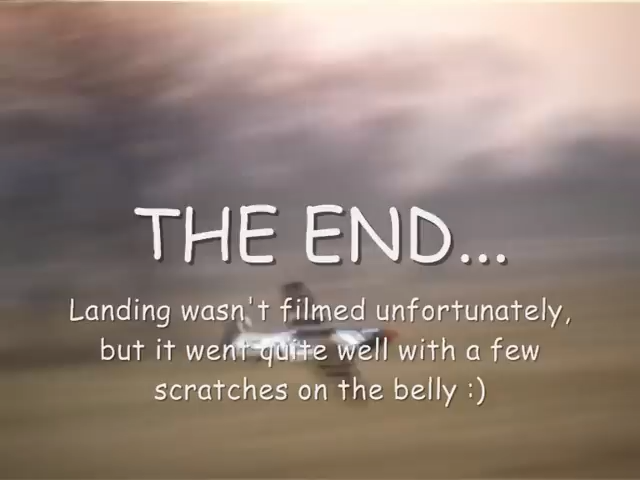 THE END...
Landing wasn't filmed unfortunately,
but it went quite well with a few
scratches on the belly :)